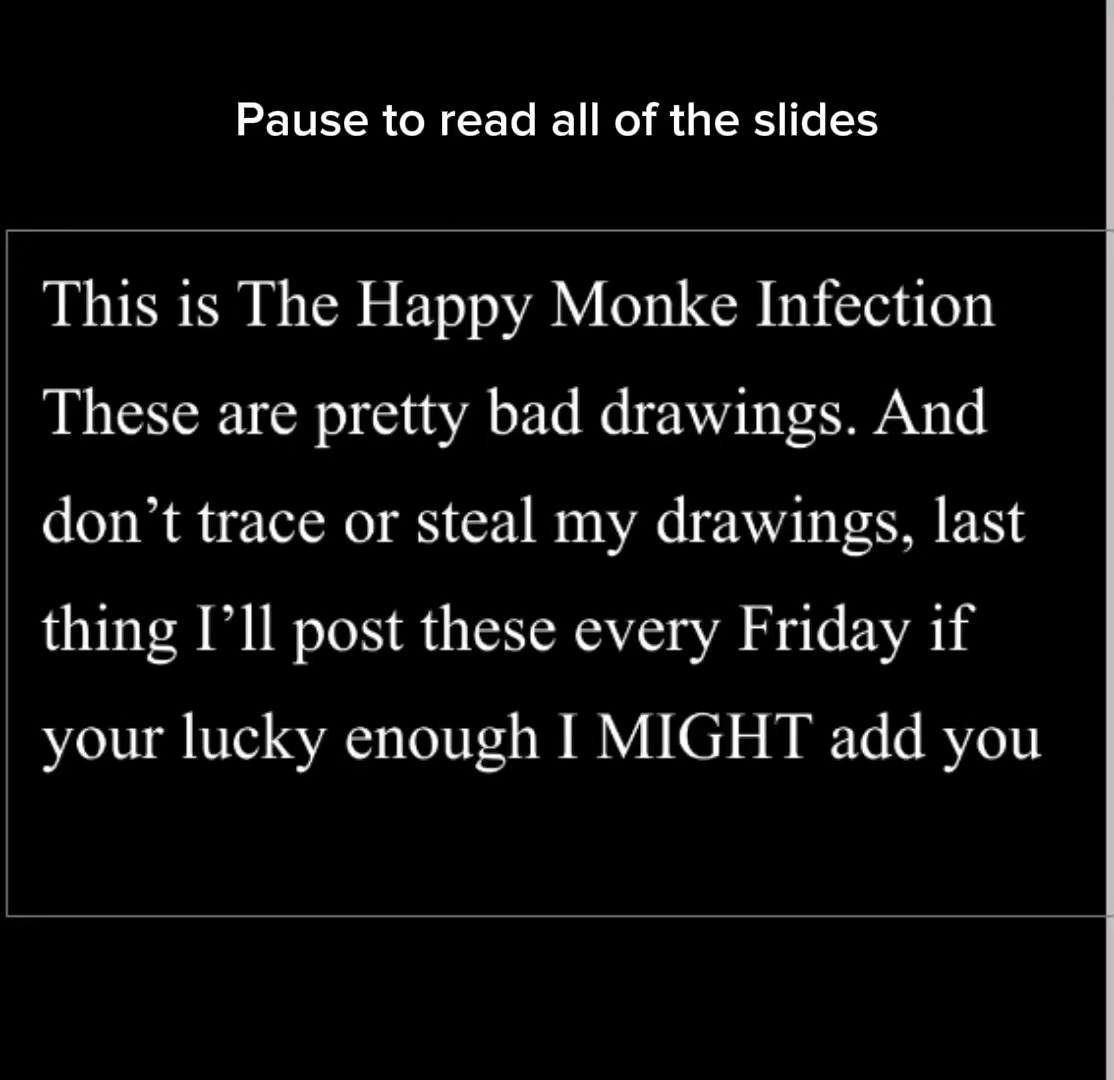 Pause to read all of the slides
This is The Happy Monke Infection
These are pretty bad drawings. And
don’t trace or steal my drawings, last
thing I’ll post these every Friday if
your lucky enough I MIGHT add you